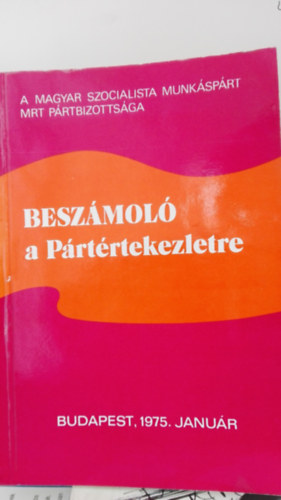 A MAGYAR SZOCIALISTA MUNKÁSPÁRT
MRT PÁRTBIZOTTSÁGA
BESZÁMOLÓ
a Pártértekezletre
BUDAPEST, 1975. JANUÁR